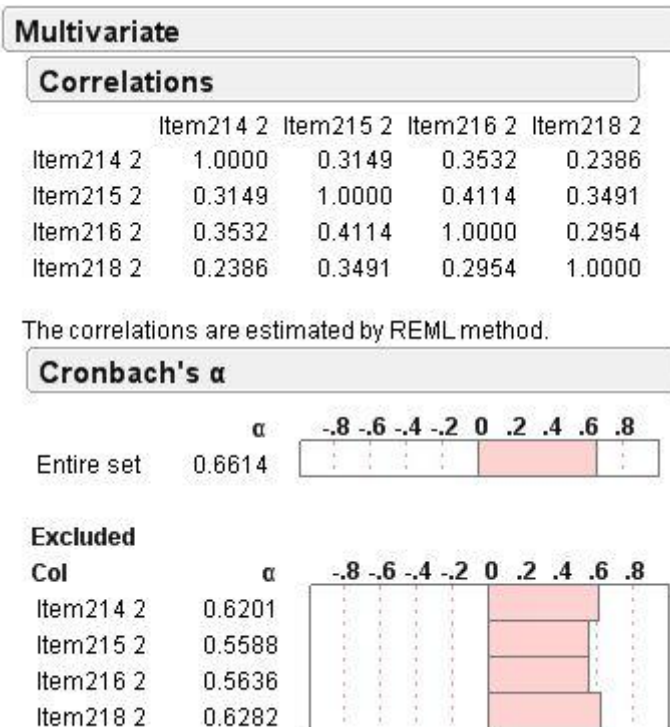 Multivariate
Correlations
Item214 2 Item215 2 Item216 2 Item218 2
Item214 2 1.0000 0.3149 0.3532 0.2386
Item215 2 0.3149 1.0000 0.4114 0.3491
Item216 2 0.3532 0.4114 1.0000 0.2954
Item218 2 0.2386 0.3491 0.2954 1.0000
The correlations are estimated by REML method.
Cronbach's α
α -.8 -.6 -.4 -.2 0 .2 .4 .6 .8
Entire set 0.6614
Excluded
Col α -.8 -.6 -.4 -.2 0 .2 .4 .6 .8
Item214 2 0.6201
Item215 2 0.5588
Item216 2 0.5636
Item218 2 0.6282